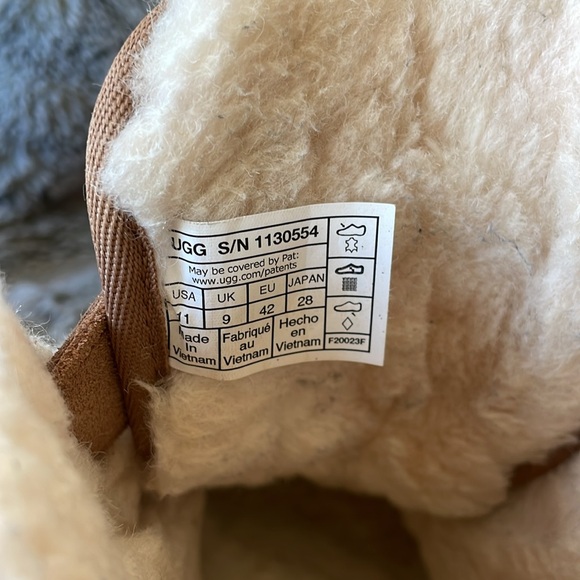 UGG S/N 1130554
May be covered by Pat:
www.ugg.com/patents
USA UK EU JAPAN
11 9 42 28
Made in Vietnam
Fabriqué au Vietnam
Hecho en Vietnam
F20023F